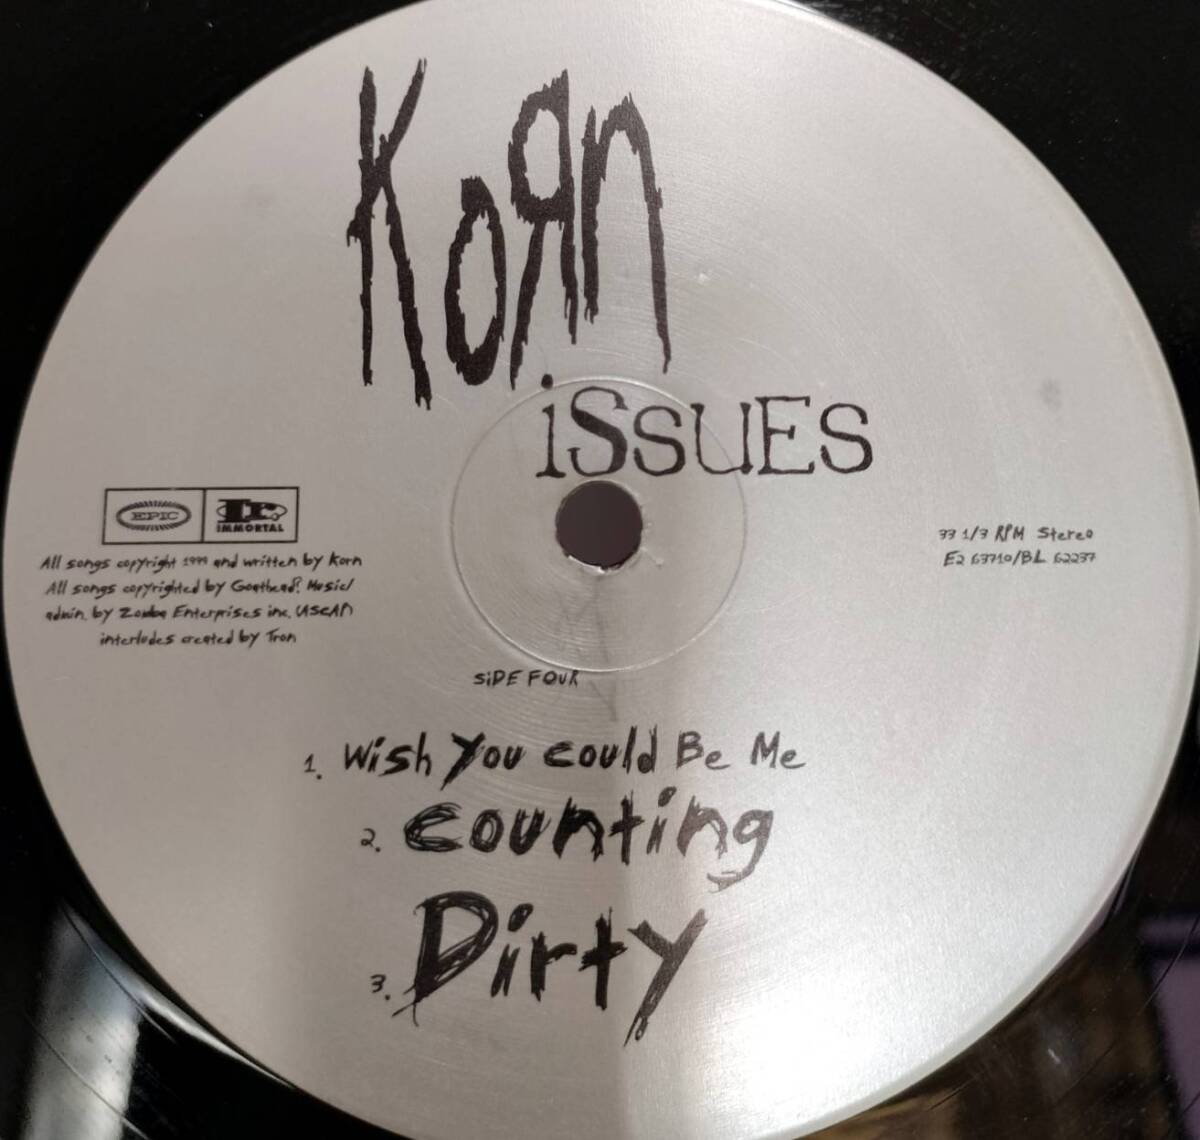 KoЯn
iSsUEs
EPIC
Ir.
IMMORTAL
All songs copyright 1999 and written by Korn
All songs copyrighted by Goathead? Music/
admin. by Zomba Enterprises inc. (ASCAP)
interludes created by Tron
33 1/3 RPM Stereo
E2 63710/BL 62237
SiDE FOUR
1. Wish You Could Be Me
2. Counting
3. Dirty